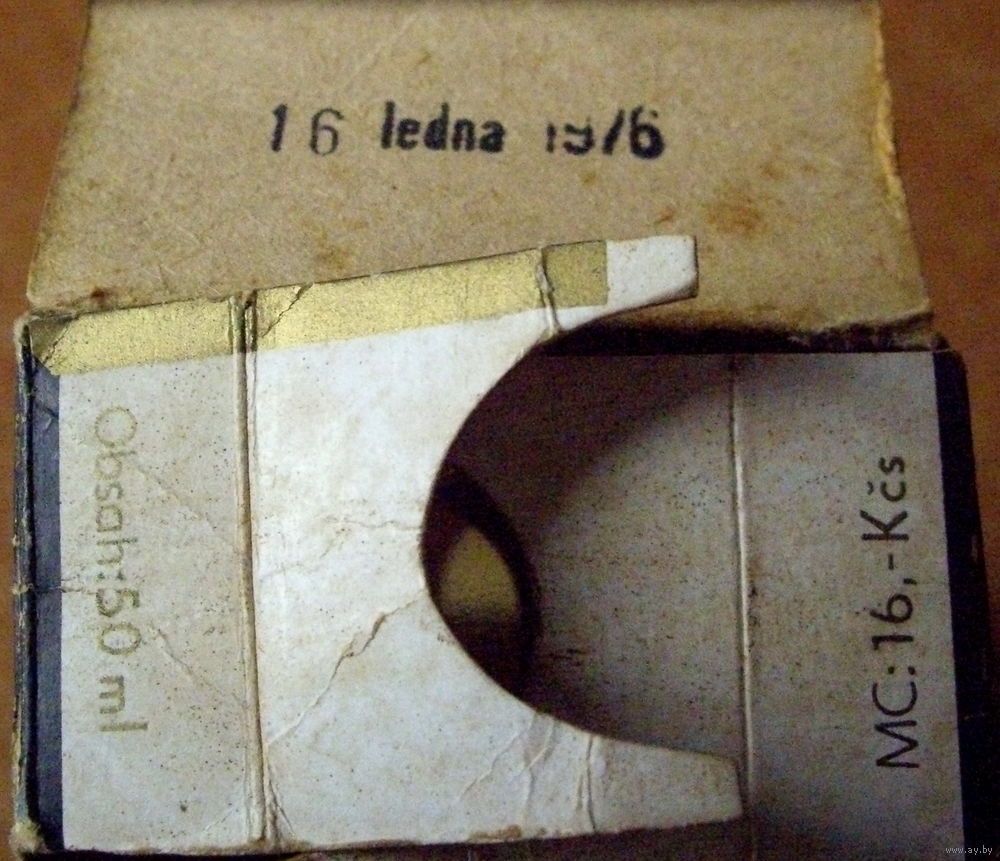 16 ledna 1976
Obsah: 50 ml
MC: 16,- Kčs
www.ay.by